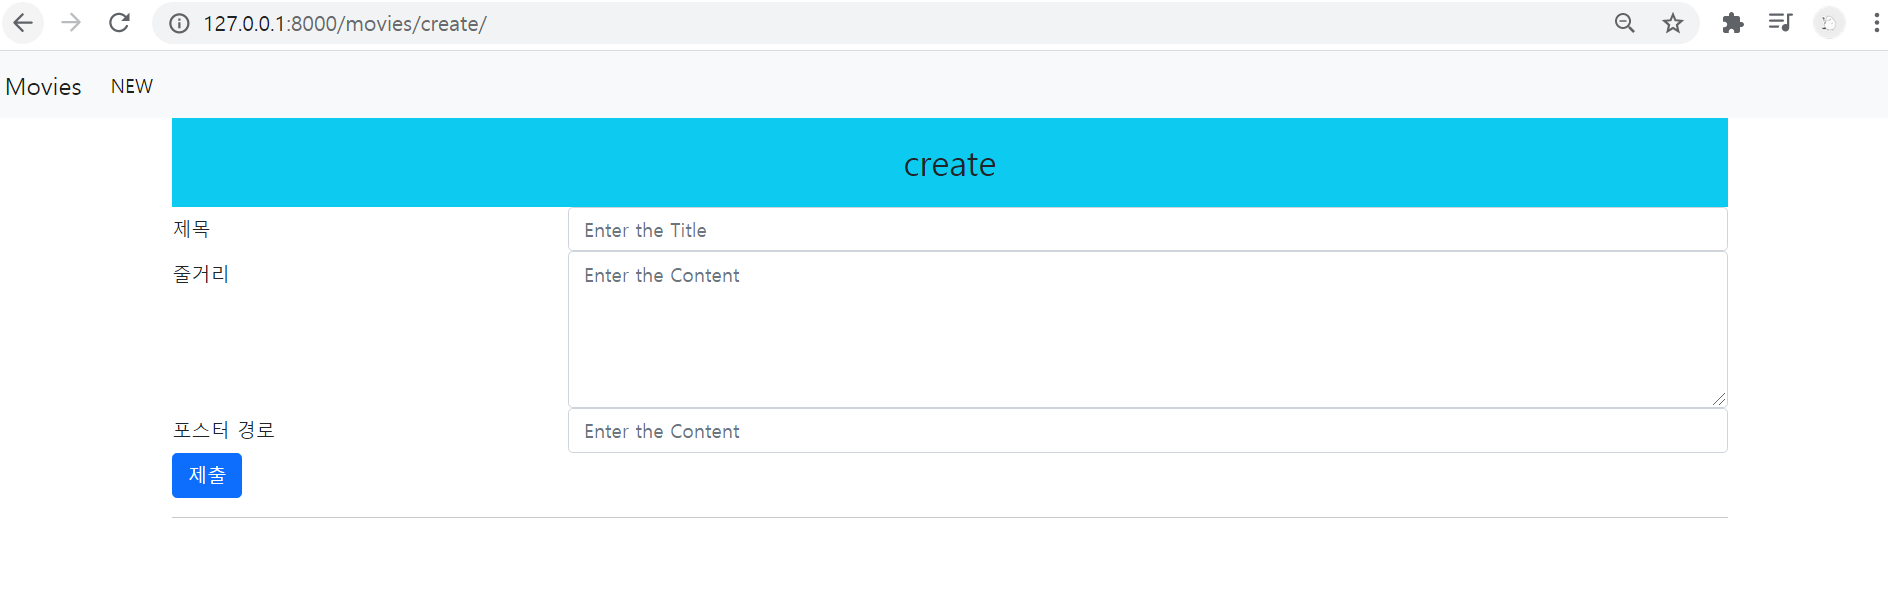 127.0.0.1:8000/movies/create/
Movies NEW
create
제목 Enter the Title
줄거리 Enter the Content
포스터 경로 Enter the Content
제출